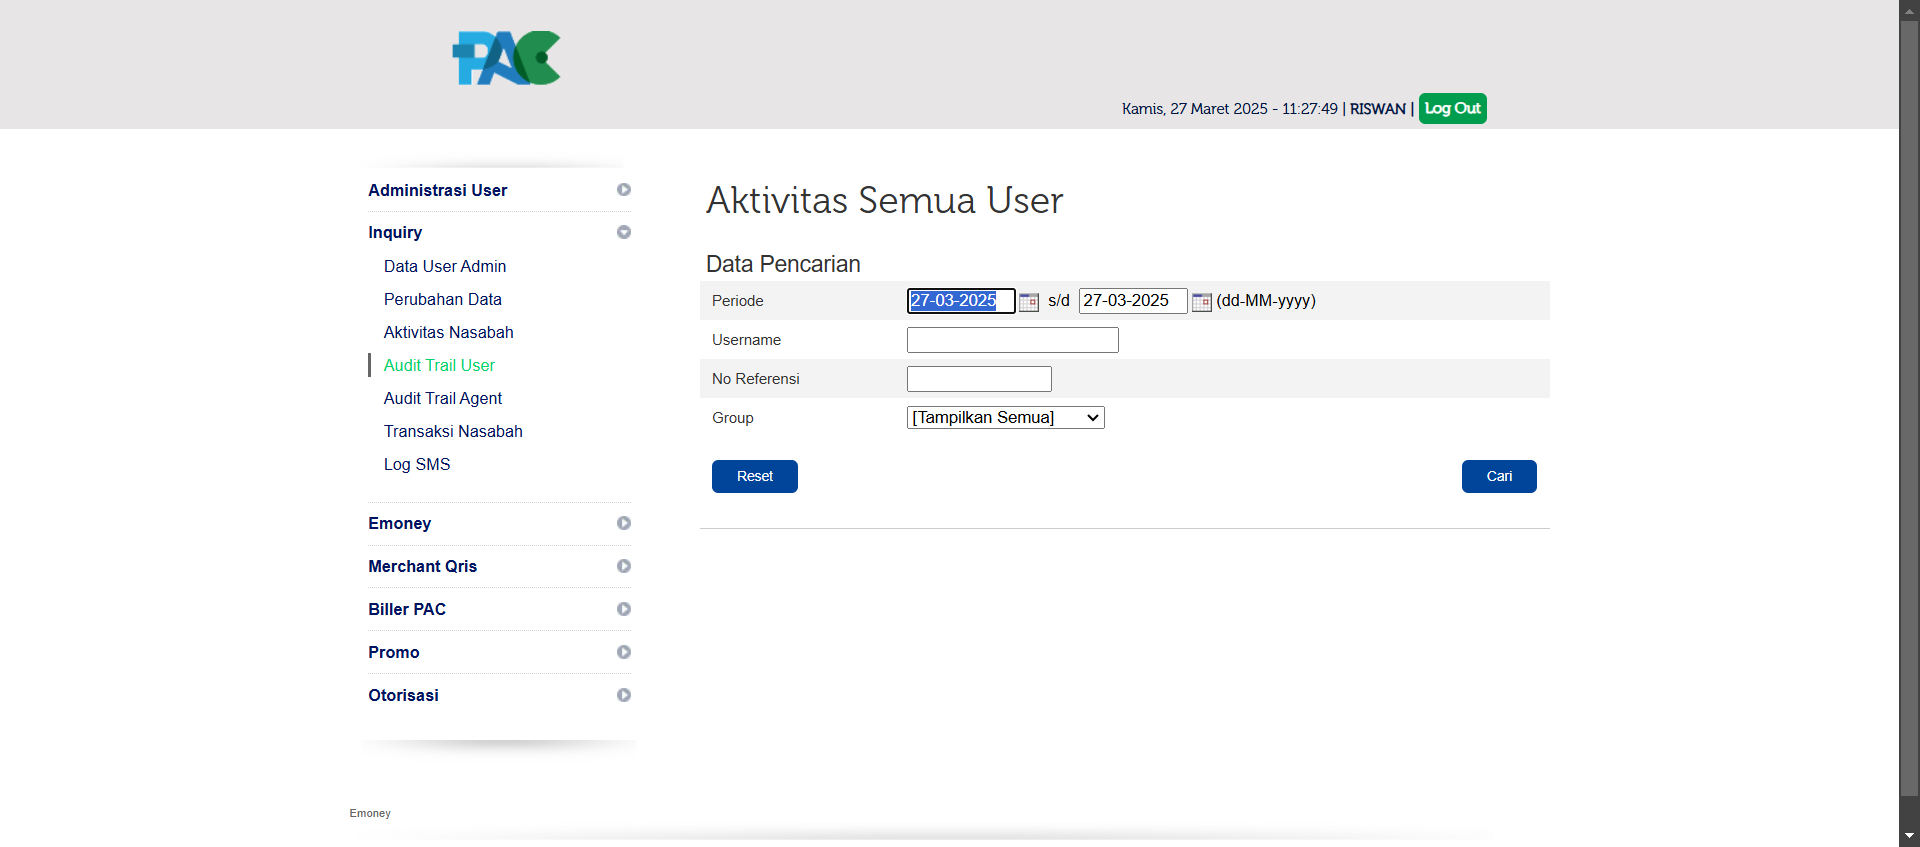 PAC
Kamis, 27 Maret 2025 - 11:27:49 | RISWAN | Log Out
Administrasi User
Inquiry
Data User Admin
Perubahan Data
Aktivitas Nasabah
Audit Trail User
Audit Trail Agent
Transaksi Nasabah
Log SMS
Emoney
Merchant Qris
Biller PAC
Promo
Otorisasi
Aktivitas Semua User
Data Pencarian
Periode 27-03-2025 s/d 27-03-2025 (dd-MM-yyyy)
Username
No Referensi
Group [Tampilkan Semua]
Reset Cari
Emoney